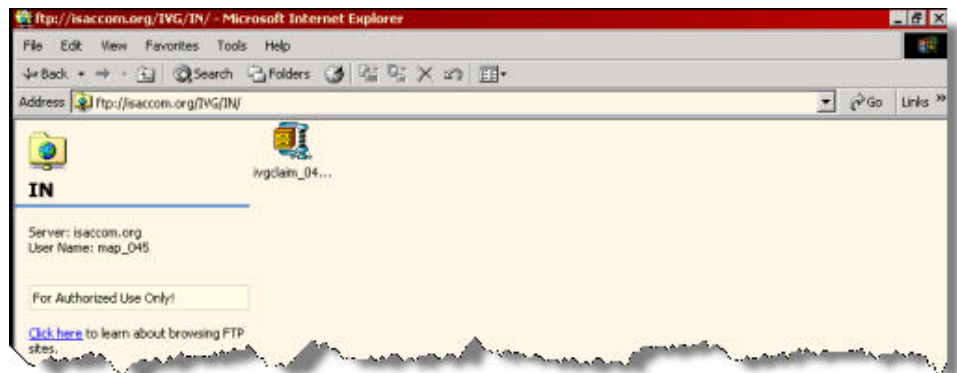 ftp://isaccom.org/IVG/IN/ - Microsoft Internet Explorer
File Edit View Favorites Tools Help
Back Search Folders
Address ftp://isaccom.org/IVG/IN/ Go Links »
ivgclaim_04...
IN
Server: isaccom.org
User Name: map_045
For Authorized Use Only!
Click here to learn about browsing FTP
sites.